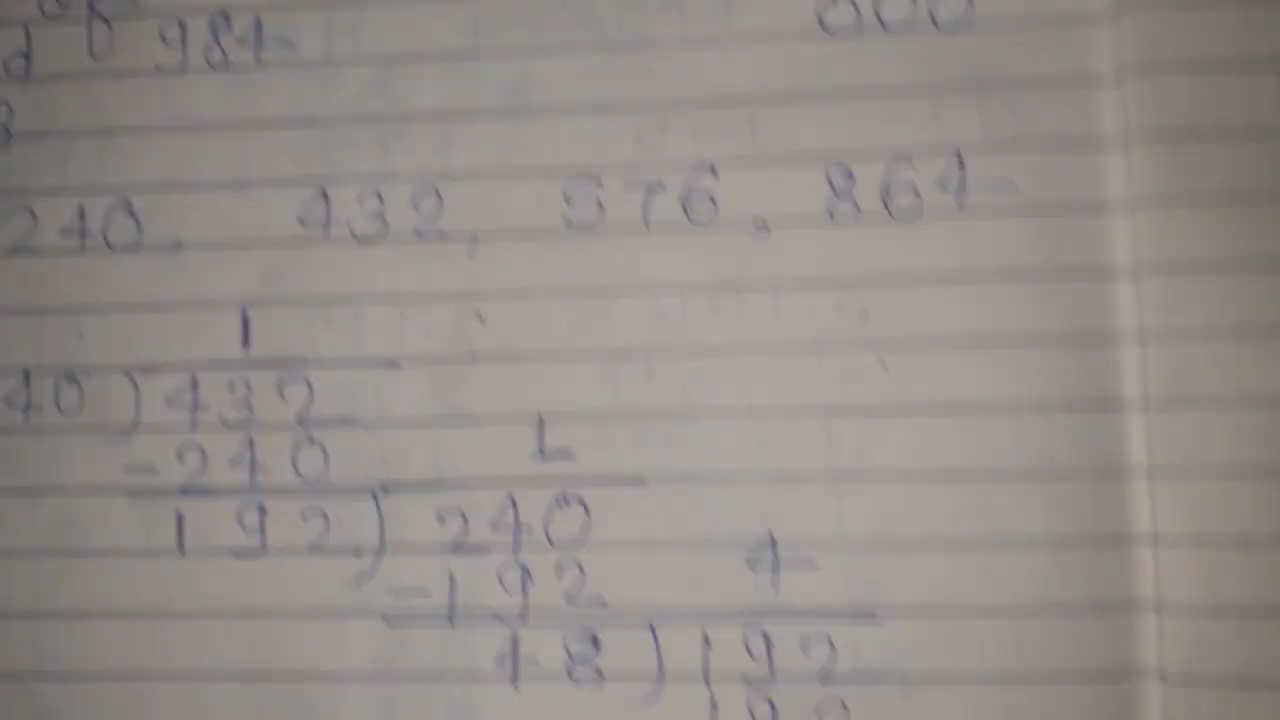 d 984
240, 432, 576, 864
1
40 ) 432
- 240 1
192 ) 240
- 192 4
48 ) 192